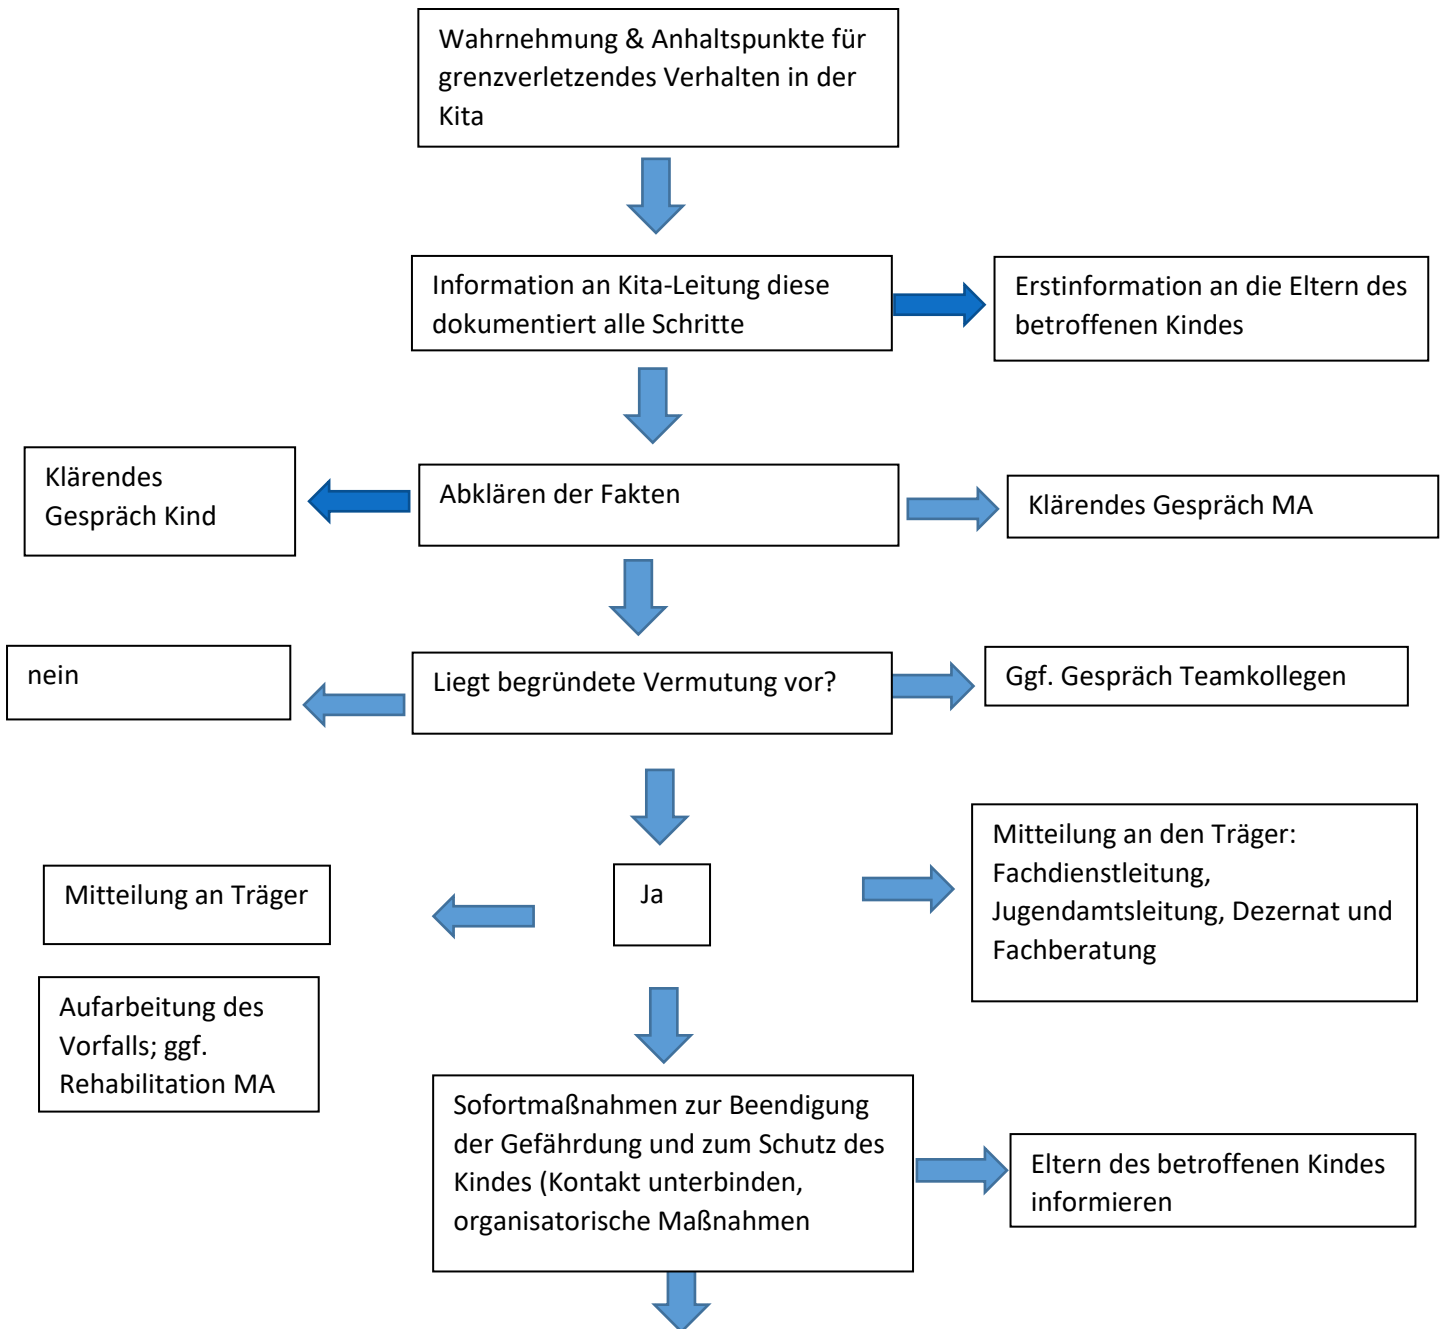 Wahrnehmung & Anhaltspunkte für
grenzverletzendes Verhalten in der
Kita
Information an Kita-Leitung diese
dokumentiert alle Schritte
Erstinformation an die Eltern des
betroffenen Kindes
Klärendes
Gespräch Kind
Abklären der Fakten
Klärendes Gespräch MA
nein
Liegt begründete Vermutung vor?
Ggf. Gespräch Teamkollegen
Mitteilung an Träger
Ja
Mitteilung an den Träger:
Fachdienstleitung,
Jugendamtsleitung, Dezernat und
Fachberatung
Aufarbeitung des
Vorfalls; ggf.
Rehabilitation MA
Sofortmaßnahmen zur Beendigung
der Gefährdung und zum Schutz des
Kindes (Kontakt unterbinden,
organisatorische Maßnahmen
Eltern des betroffenen Kindes
informieren